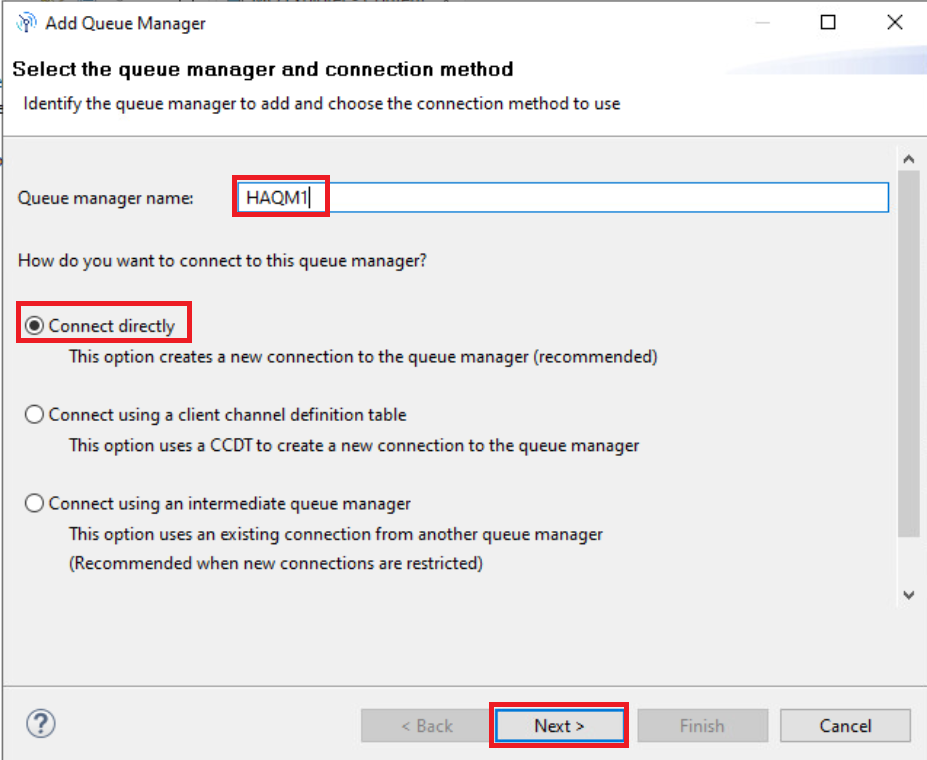 Add Queue Manager
Select the queue manager and connection method
Identify the queue manager to add and choose the connection method to use
Queue manager name: HAQM1
How do you want to connect to this queue manager?
Connect directly
This option creates a new connection to the queue manager (recommended)
Connect using a client channel definition table
This option uses a CCDT to create a new connection to the queue manager
Connect using an intermediate queue manager
This option uses an existing connection from another queue manager
(Recommended when new connections are restricted)
? < Back Next > Finish Cancel